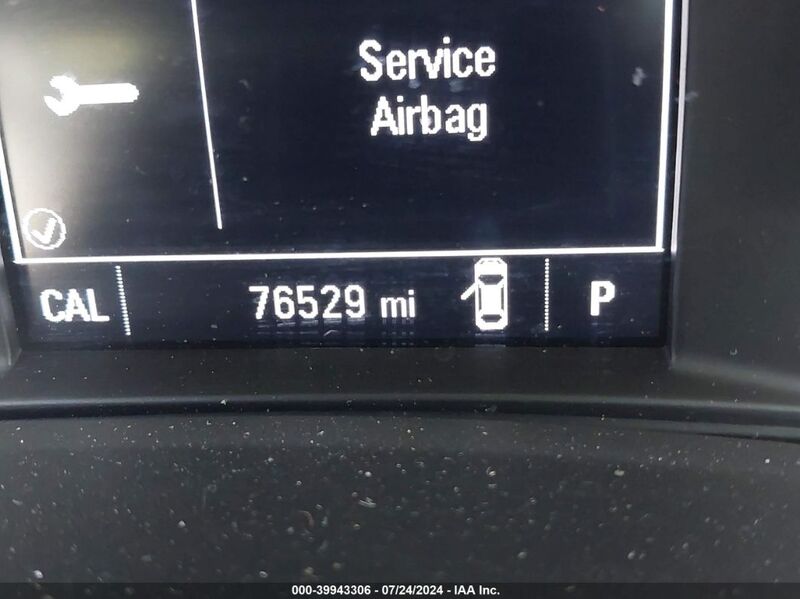 Service
Airbag
CAL 76529 mi P
000-39943306 / 07/24/2024 - IAA Inc.